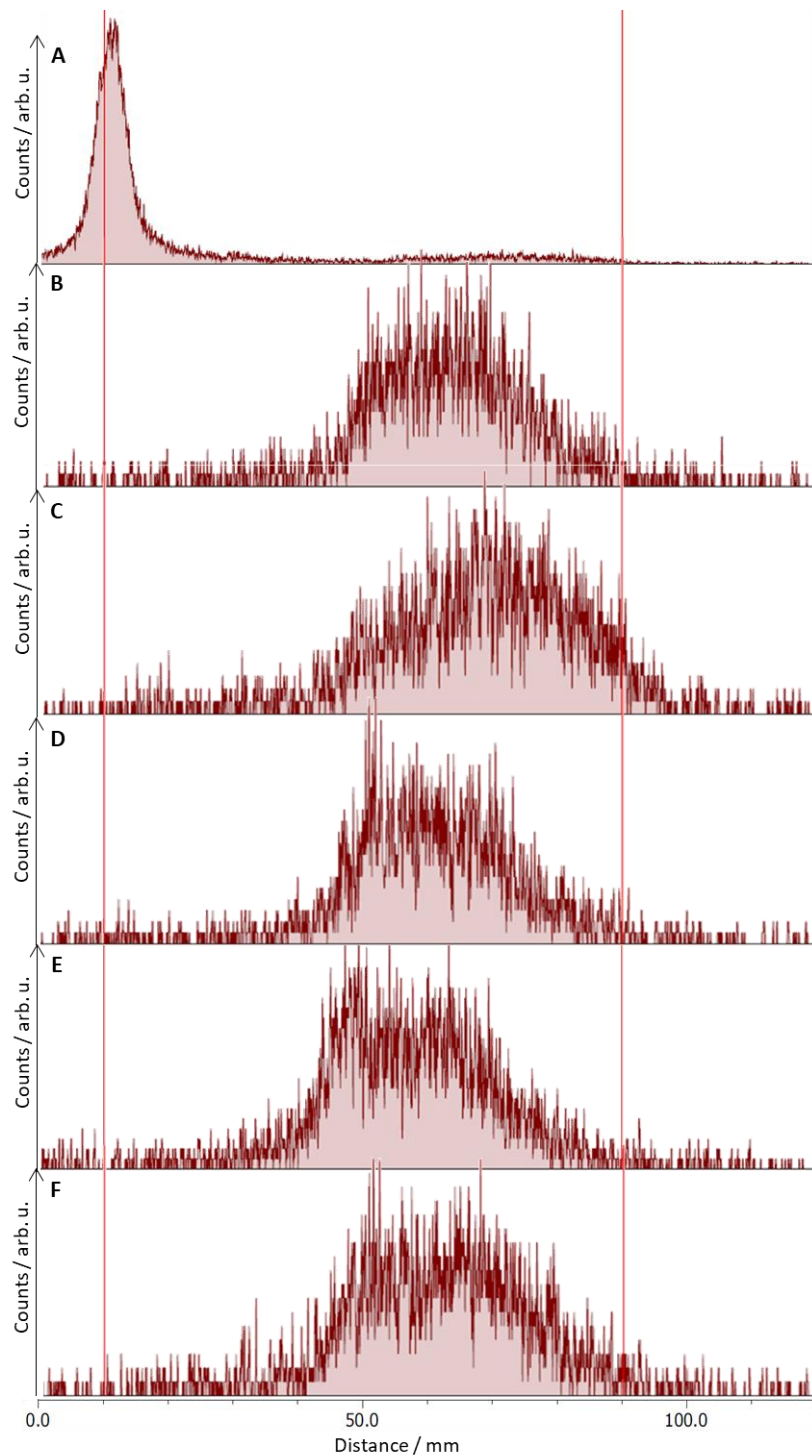 A
Counts / arb. u.
B
Counts / arb. u.
C
Counts / arb. u.
D
Counts / arb. u.
E
Counts / arb. u.
F
Counts / arb. u.
0.0 50.0 100.0
Distance / mm